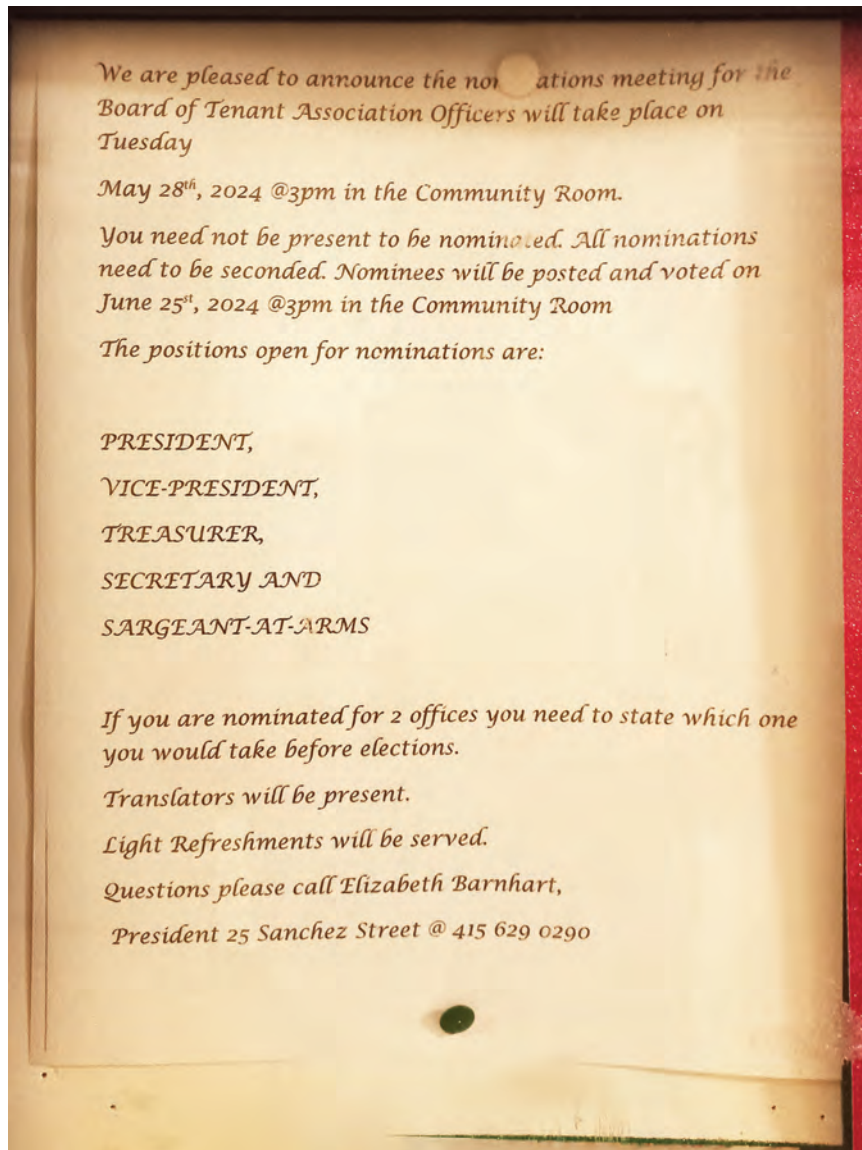 We are pleased to announce the nominations meeting for the
Board of Tenant Association Officers will take place on
Tuesday
May 28th, 2024 @3pm in the Community Room.
You need not be present to be nominated. All nominations
need to be seconded. Nominees will be posted and voted on
June 25st, 2024 @3pm in the Community Room
The positions open for nominations are:
PRESIDENT,
VICE-PRESIDENT,
TREASURER,
SECRETARY AND
SARGEANT-AT-ARMS
If you are nominated for 2 offices you need to state which one
you would take before elections.
Translators will be present.
Light Refreshments will be served.
Questions please call Elizabeth Barnhart,
President 25 Sanchez Street @ 415 629 0290